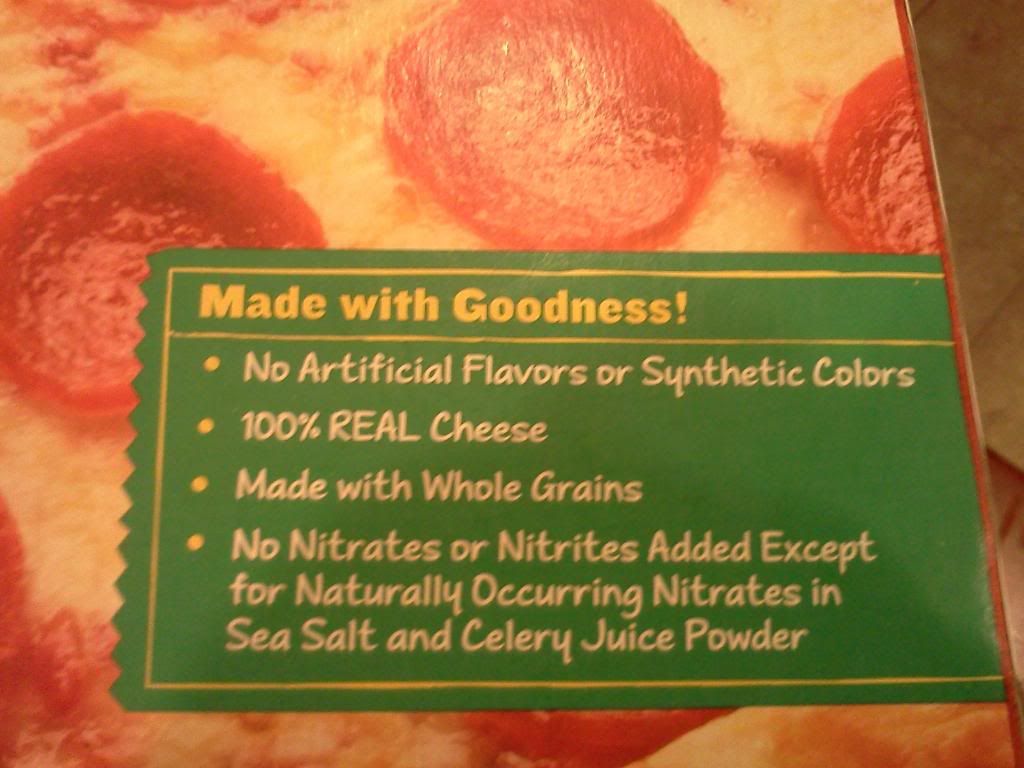 Made with Goodness!
• No Artificial Flavors or Synthetic Colors
• 100% REAL Cheese
• Made with Whole Grains
• No Nitrates or Nitrites Added Except
for Naturally Occurring Nitrates in
Sea Salt and Celery Juice Powder